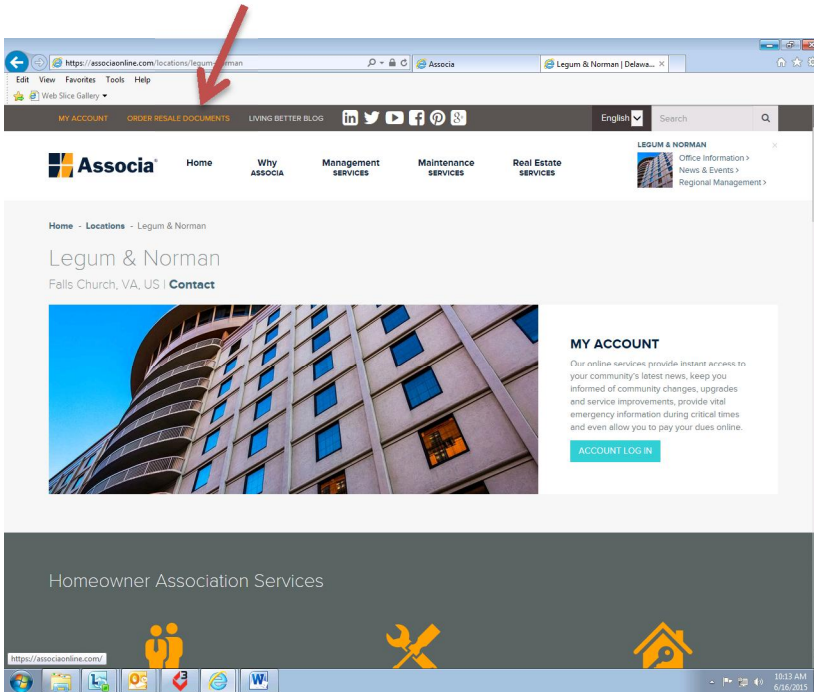 https://associaonline.com/locations/legum-norman
Associa
Legum & Norman | Delawa...
Edit View Favorites Tools Help
Web Slice Gallery
MY ACCOUNT ORDER RESALE DOCUMENTS LIVING BETTER BLOG
English
Search
Associa
Home
Why
ASSOCIA
Management
SERVICES
Maintenance
SERVICES
Real Estate
SERVICES
LEGUM & NORMAN
Office Information >
News & Events >
Regional Management >
Home - Locations - Legum & Norman
Legum & Norman
Falls Church, VA, US | Contact
MY ACCOUNT
Our online services provide instant access to
your community's latest news, keep you
informed of community changes, upgrades
and service improvements, provide vital
emergency information during critical times
and even allow you to pay your dues online.
ACCOUNT LOG IN
Homeowner Association Services
https://associaonline.com/
10:13 AM
6/16/2015